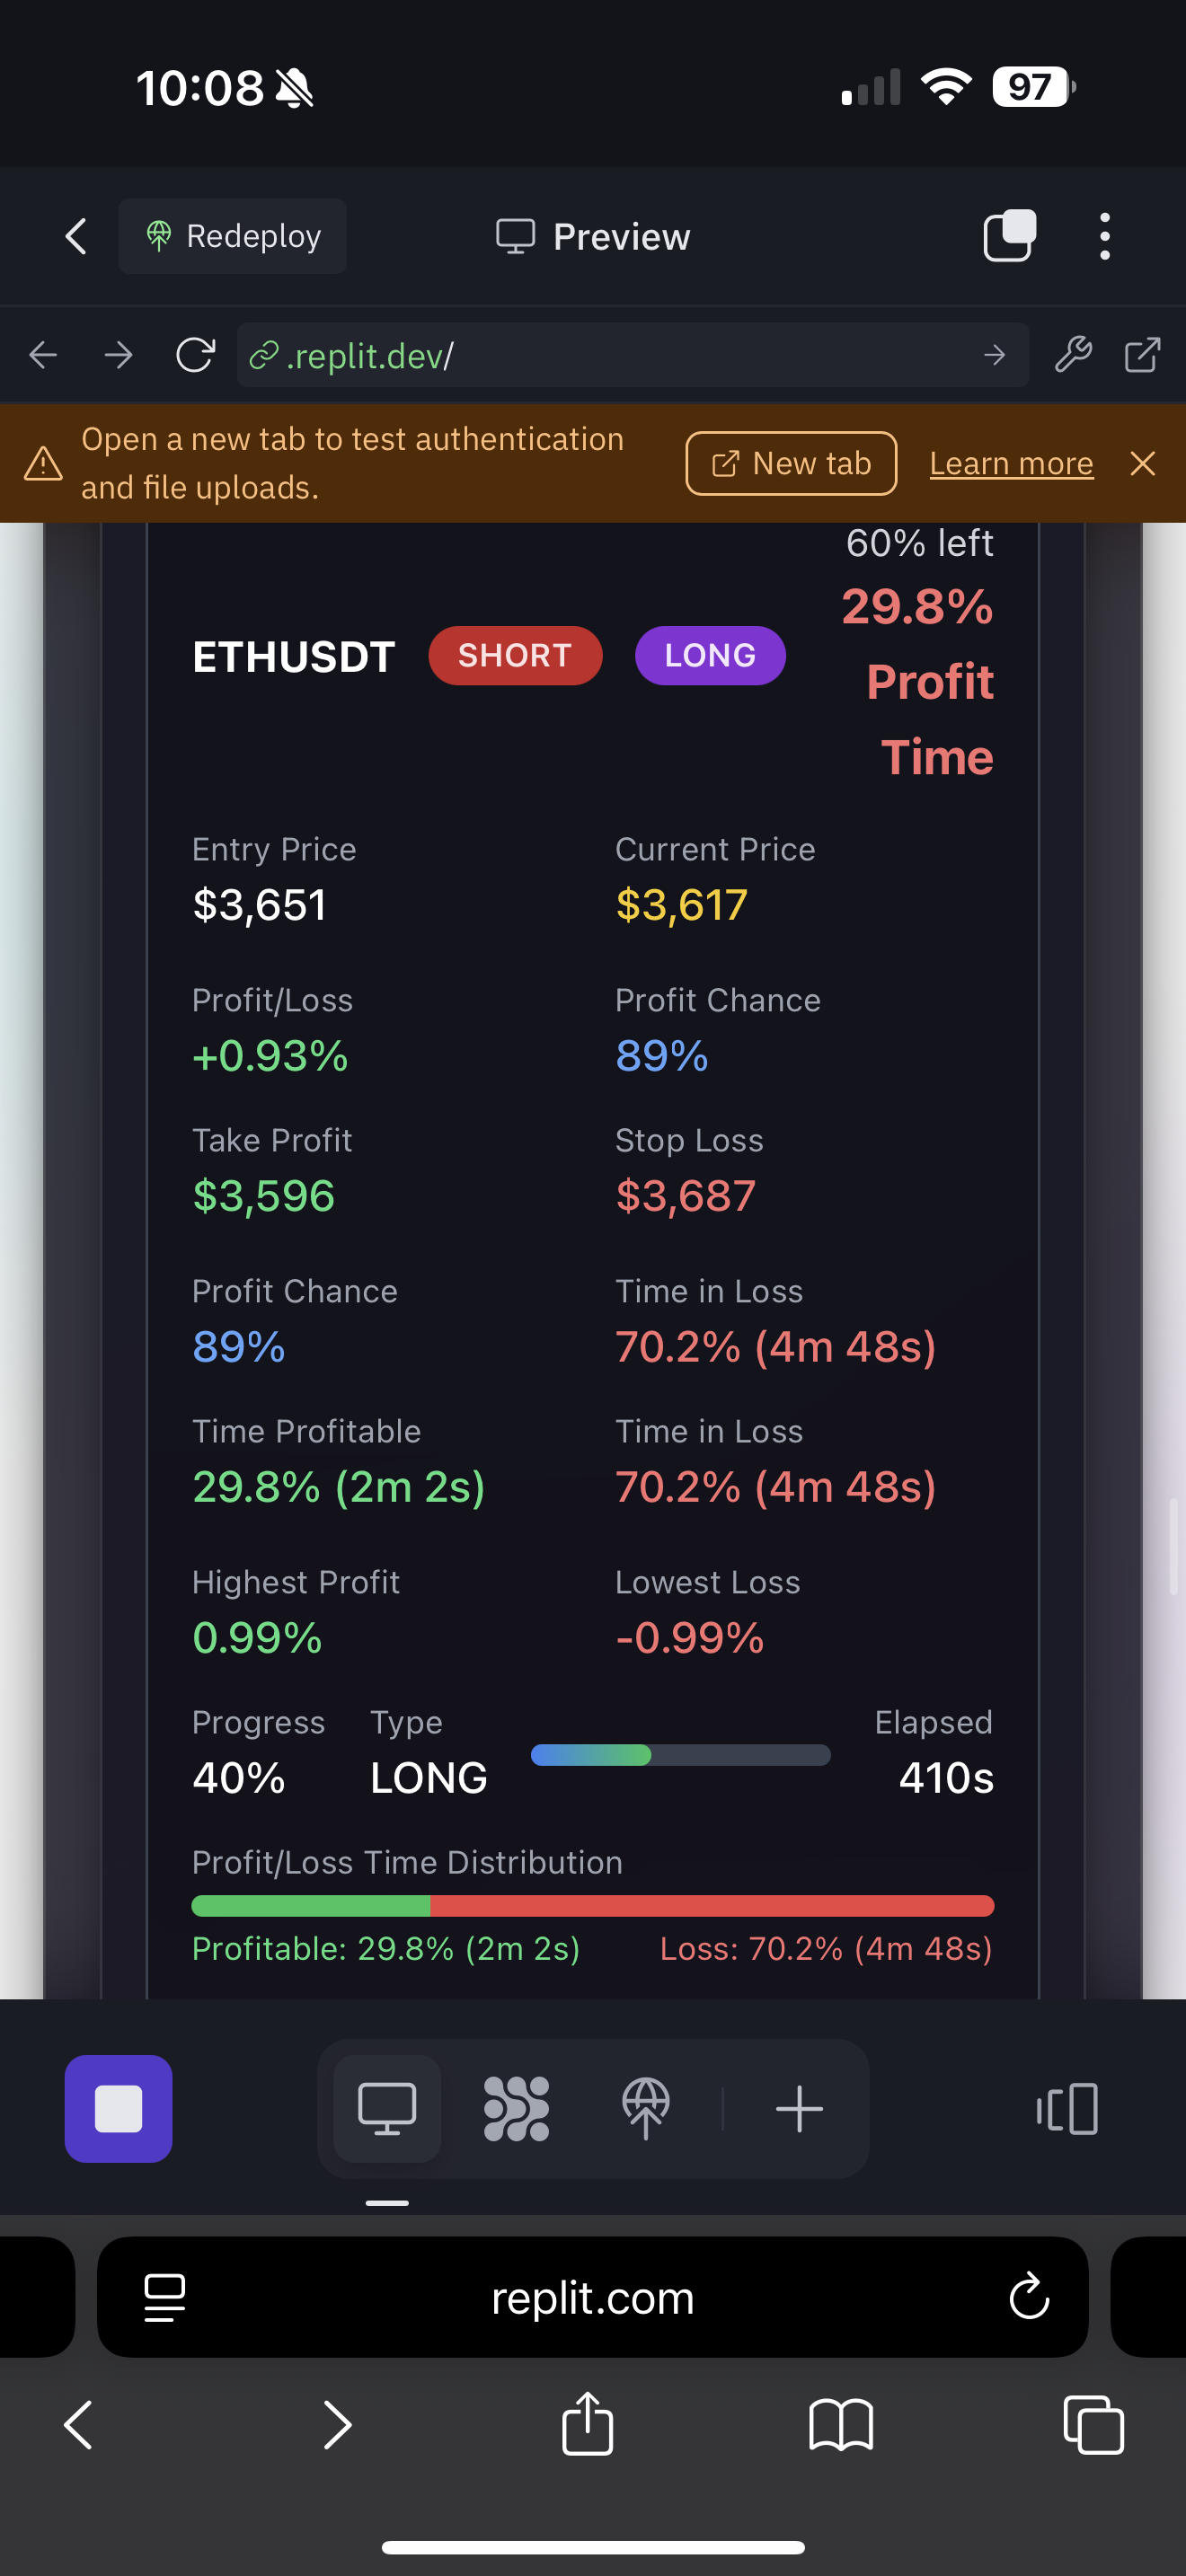 10:08
97
Redeploy
Preview
.replit.dev/
Open a new tab to test authentication
and file uploads.
New tab
Learn more
60% left
29.8%
Profit
Time
ETHUSDT SHORT LONG
Entry Price Current Price
$3,651 $3,617
Profit/Loss Profit Chance
+0.93% 89%
Take Profit Stop Loss
$3,596 $3,687
Profit Chance Time in Loss
89% 70.2% (4m 48s)
Time Profitable Time in Loss
29.8% (2m 2s) 70.2% (4m 48s)
Highest Profit Lowest Loss
0.99% -0.99%
Progress Type Elapsed
40% LONG 410s
Profit/Loss Time Distribution
Profitable: 29.8% (2m 2s) Loss: 70.2% (4m 48s)
replit.com